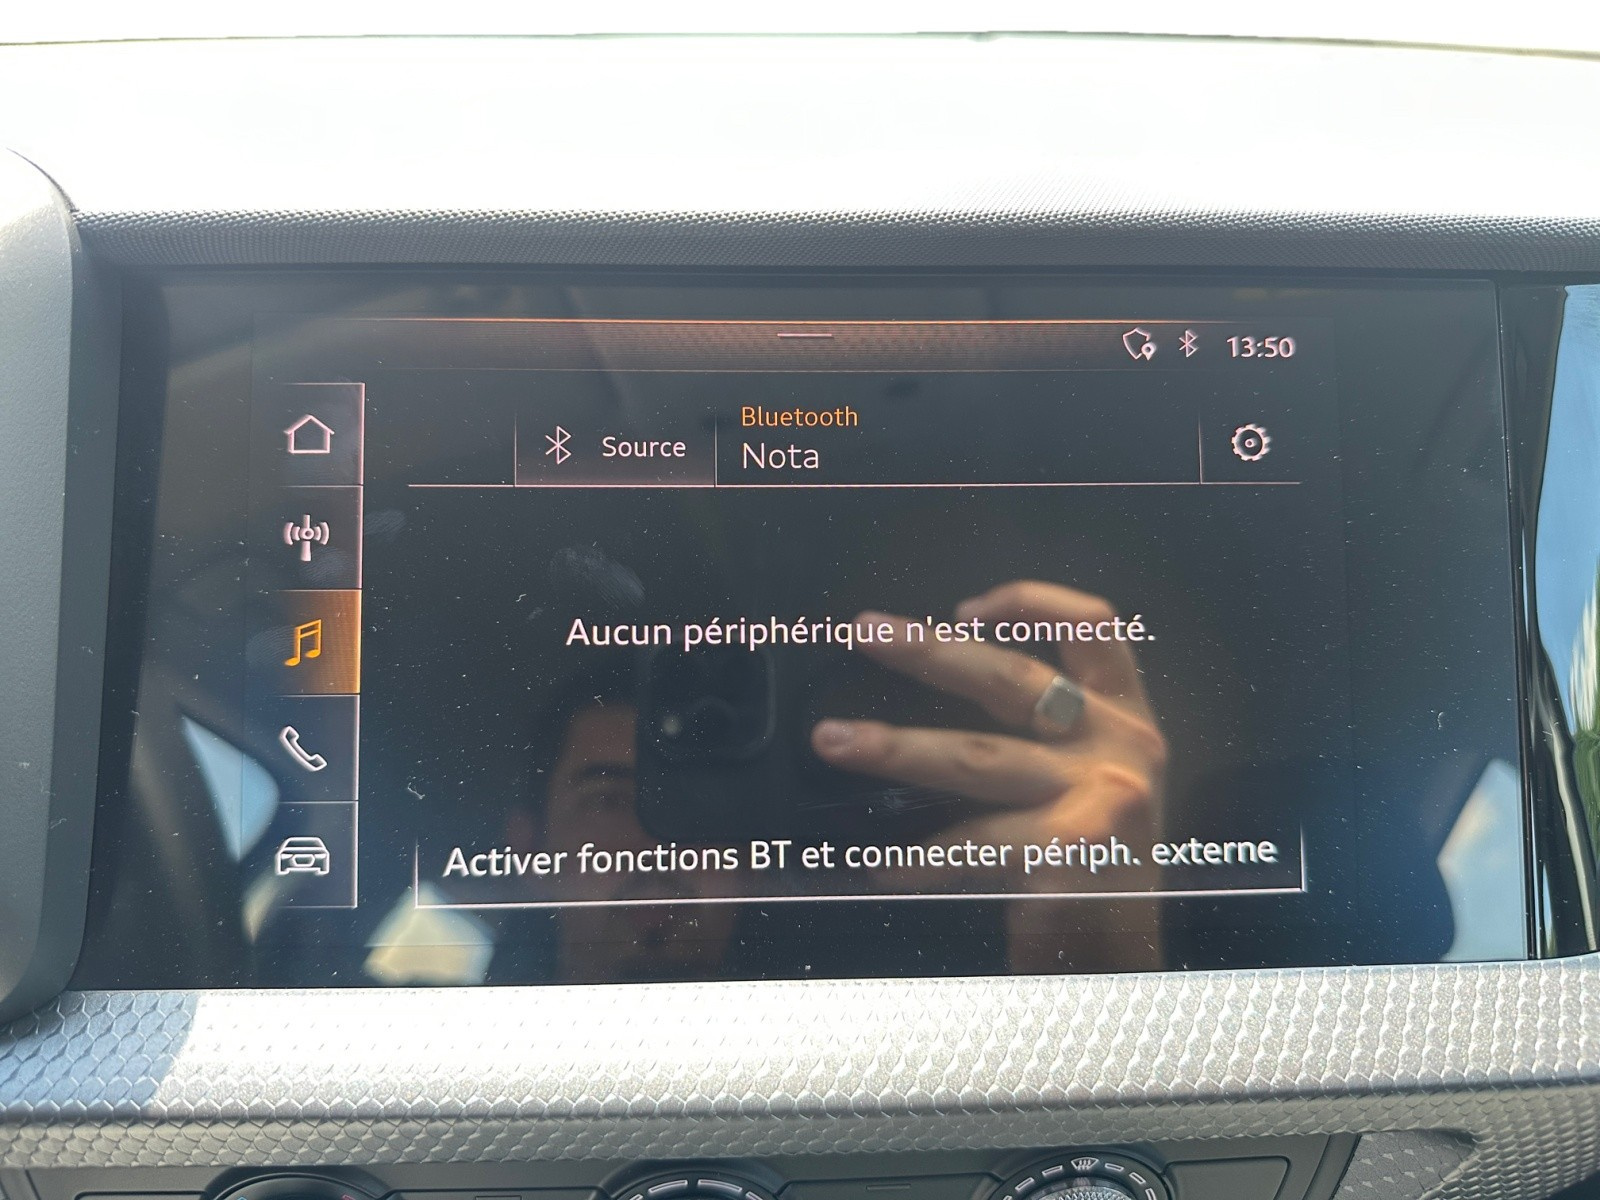 13:50
Source
Bluetooth
Nota
Aucun périphérique n'est connecté.
Activer fonctions BT et connecter périph. externe